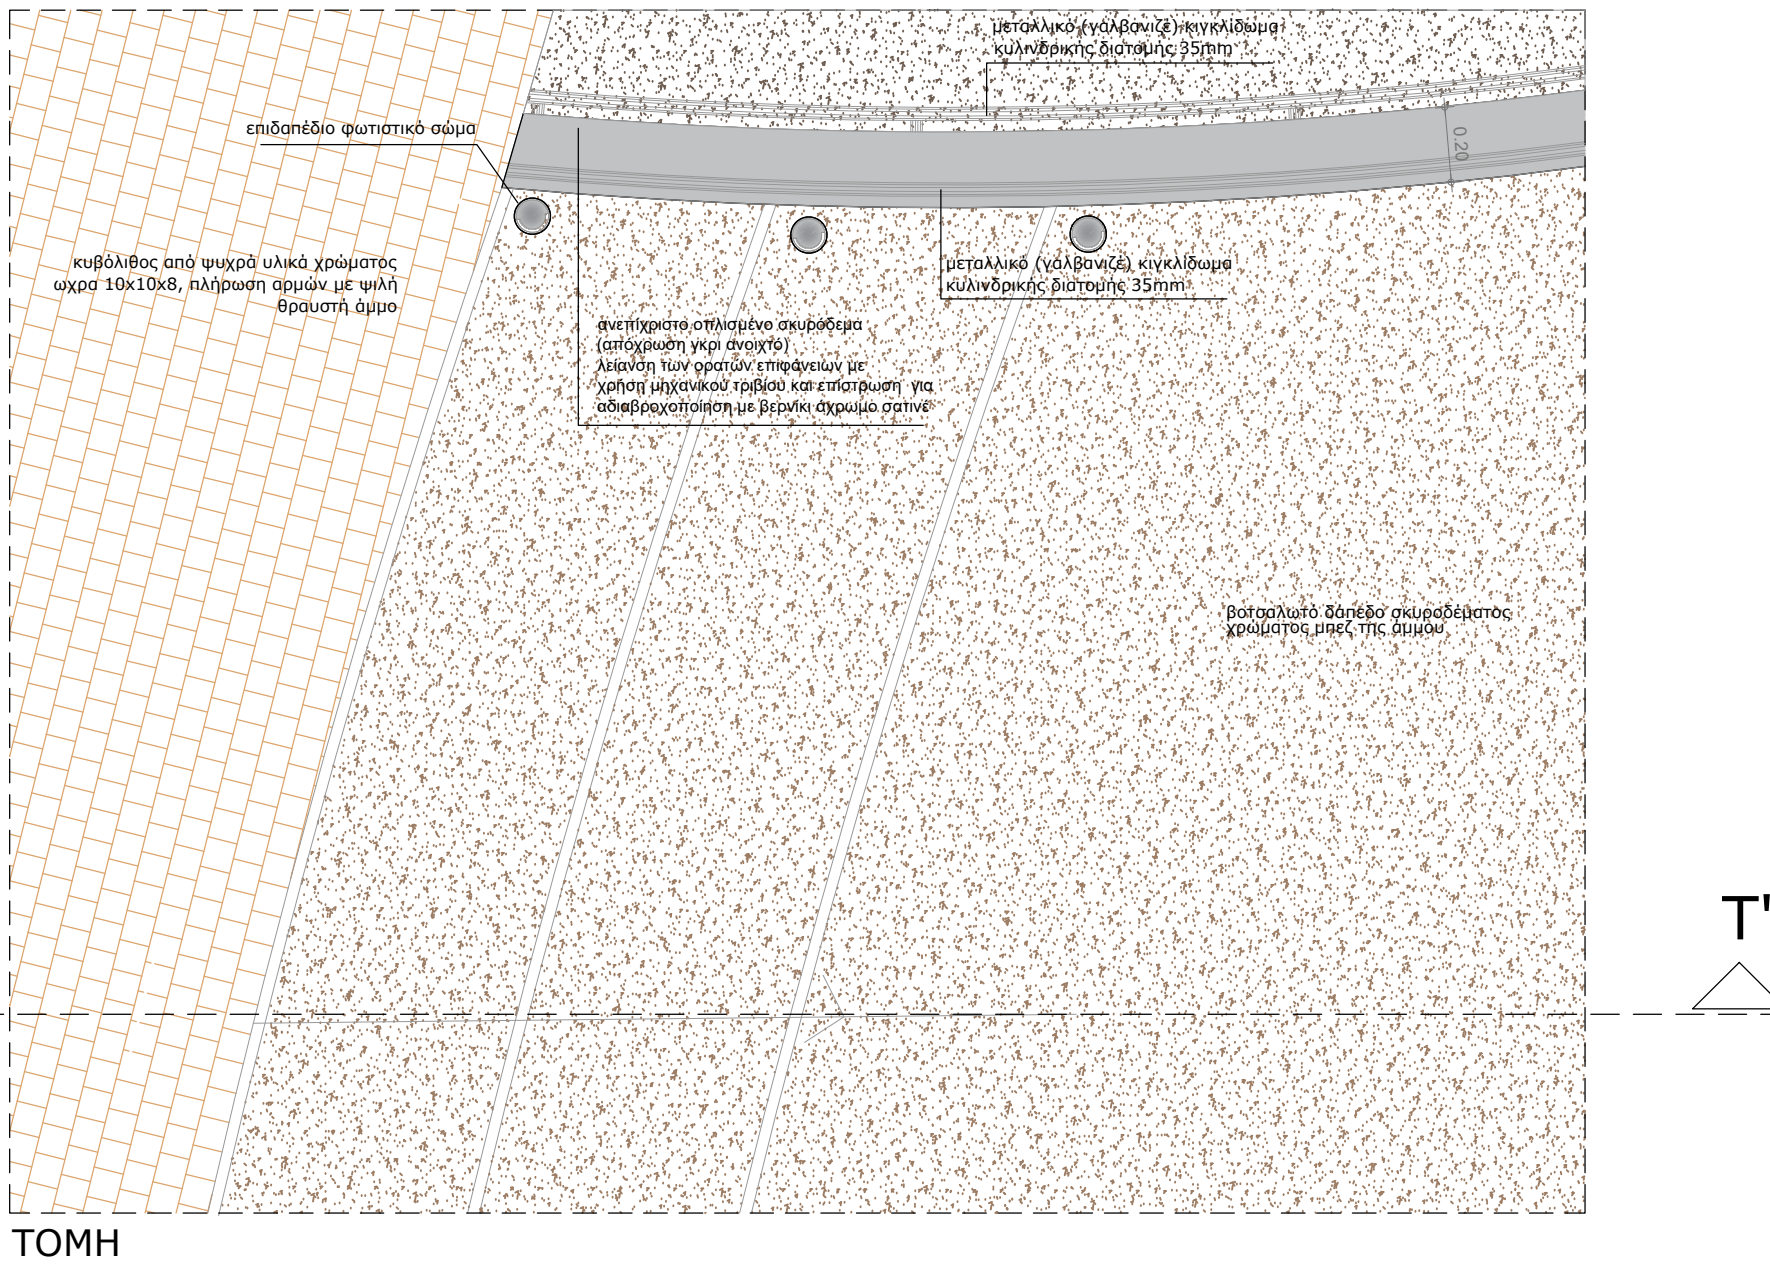 μεταλλικό (γαλβανιζέ) κιγκλίδωμα
κυλινδρικής διατομής 35mm
επιδαπέδιο φωτιστικό σώμα
0.20
κυβόλιθος από ψυχρά υλικά χρώματος
ωχρα 10x10x8, πλήρωση αρμών με ψιλή
θραυστή άμμο
μεταλλικό (γαλβανιζέ) κιγκλίδωμα
κυλινδρικής διατομής 35mm
ανεπίχριστο οπλισμένο σκυρόδεμα
(απόχρωση γκρι ανοιχτό)
λείανση των ορατών επιφάνειων με
χρήση μηχανικού τριβίου και επίστρωση για
αδιαβροχοποίηση με βερνίκι άχρωμο σατινέ
βοτσαλωτό δάπεδο σκυροδέματος
χρώματος μπεζ της άμμου
Τ'
ΤΟΜΗ